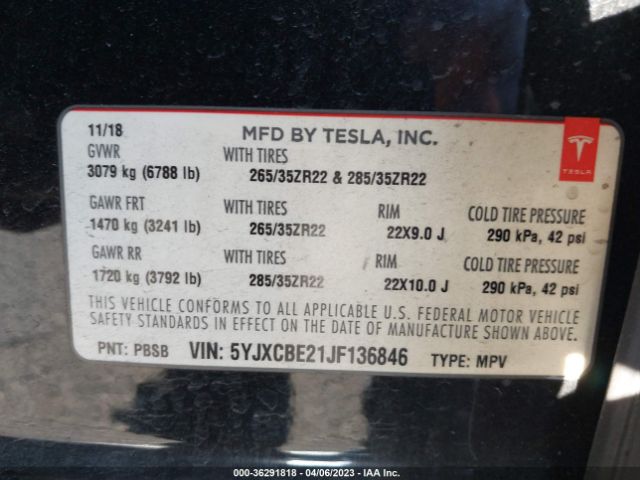 11/18 MFD BY TESLA, INC.
GVWR WITH TIRES
3079 kg (6788 lb) 265/35ZR22 & 285/35ZR22
TESLA
GAWR FRT WITH TIRES RIM COLD TIRE PRESSURE
1470 kg (3241 lb) 265/35ZR22 22X9.0 J 290 kPa, 42 psi
GAWR RR WITH TIRES RIM COLD TIRE PRESSURE
1720 kg (3792 lb) 285/35ZR22 22X10.0 J 290 kPa, 42 psi
THIS VEHICLE CONFORMS TO ALL APPLICABLE U.S. FEDERAL MOTOR VEHICLE
SAFETY AND THEFT PREVENTION STANDARDS IN
EFFECT ON THE DATE OF MANUFACTURE SHOWN ABOVE.
PNT: PBSB VIN: 5YJXCBE21JF136846 TYPE: MPV
000-36291818 - 04/06/2023 - IAA Inc.